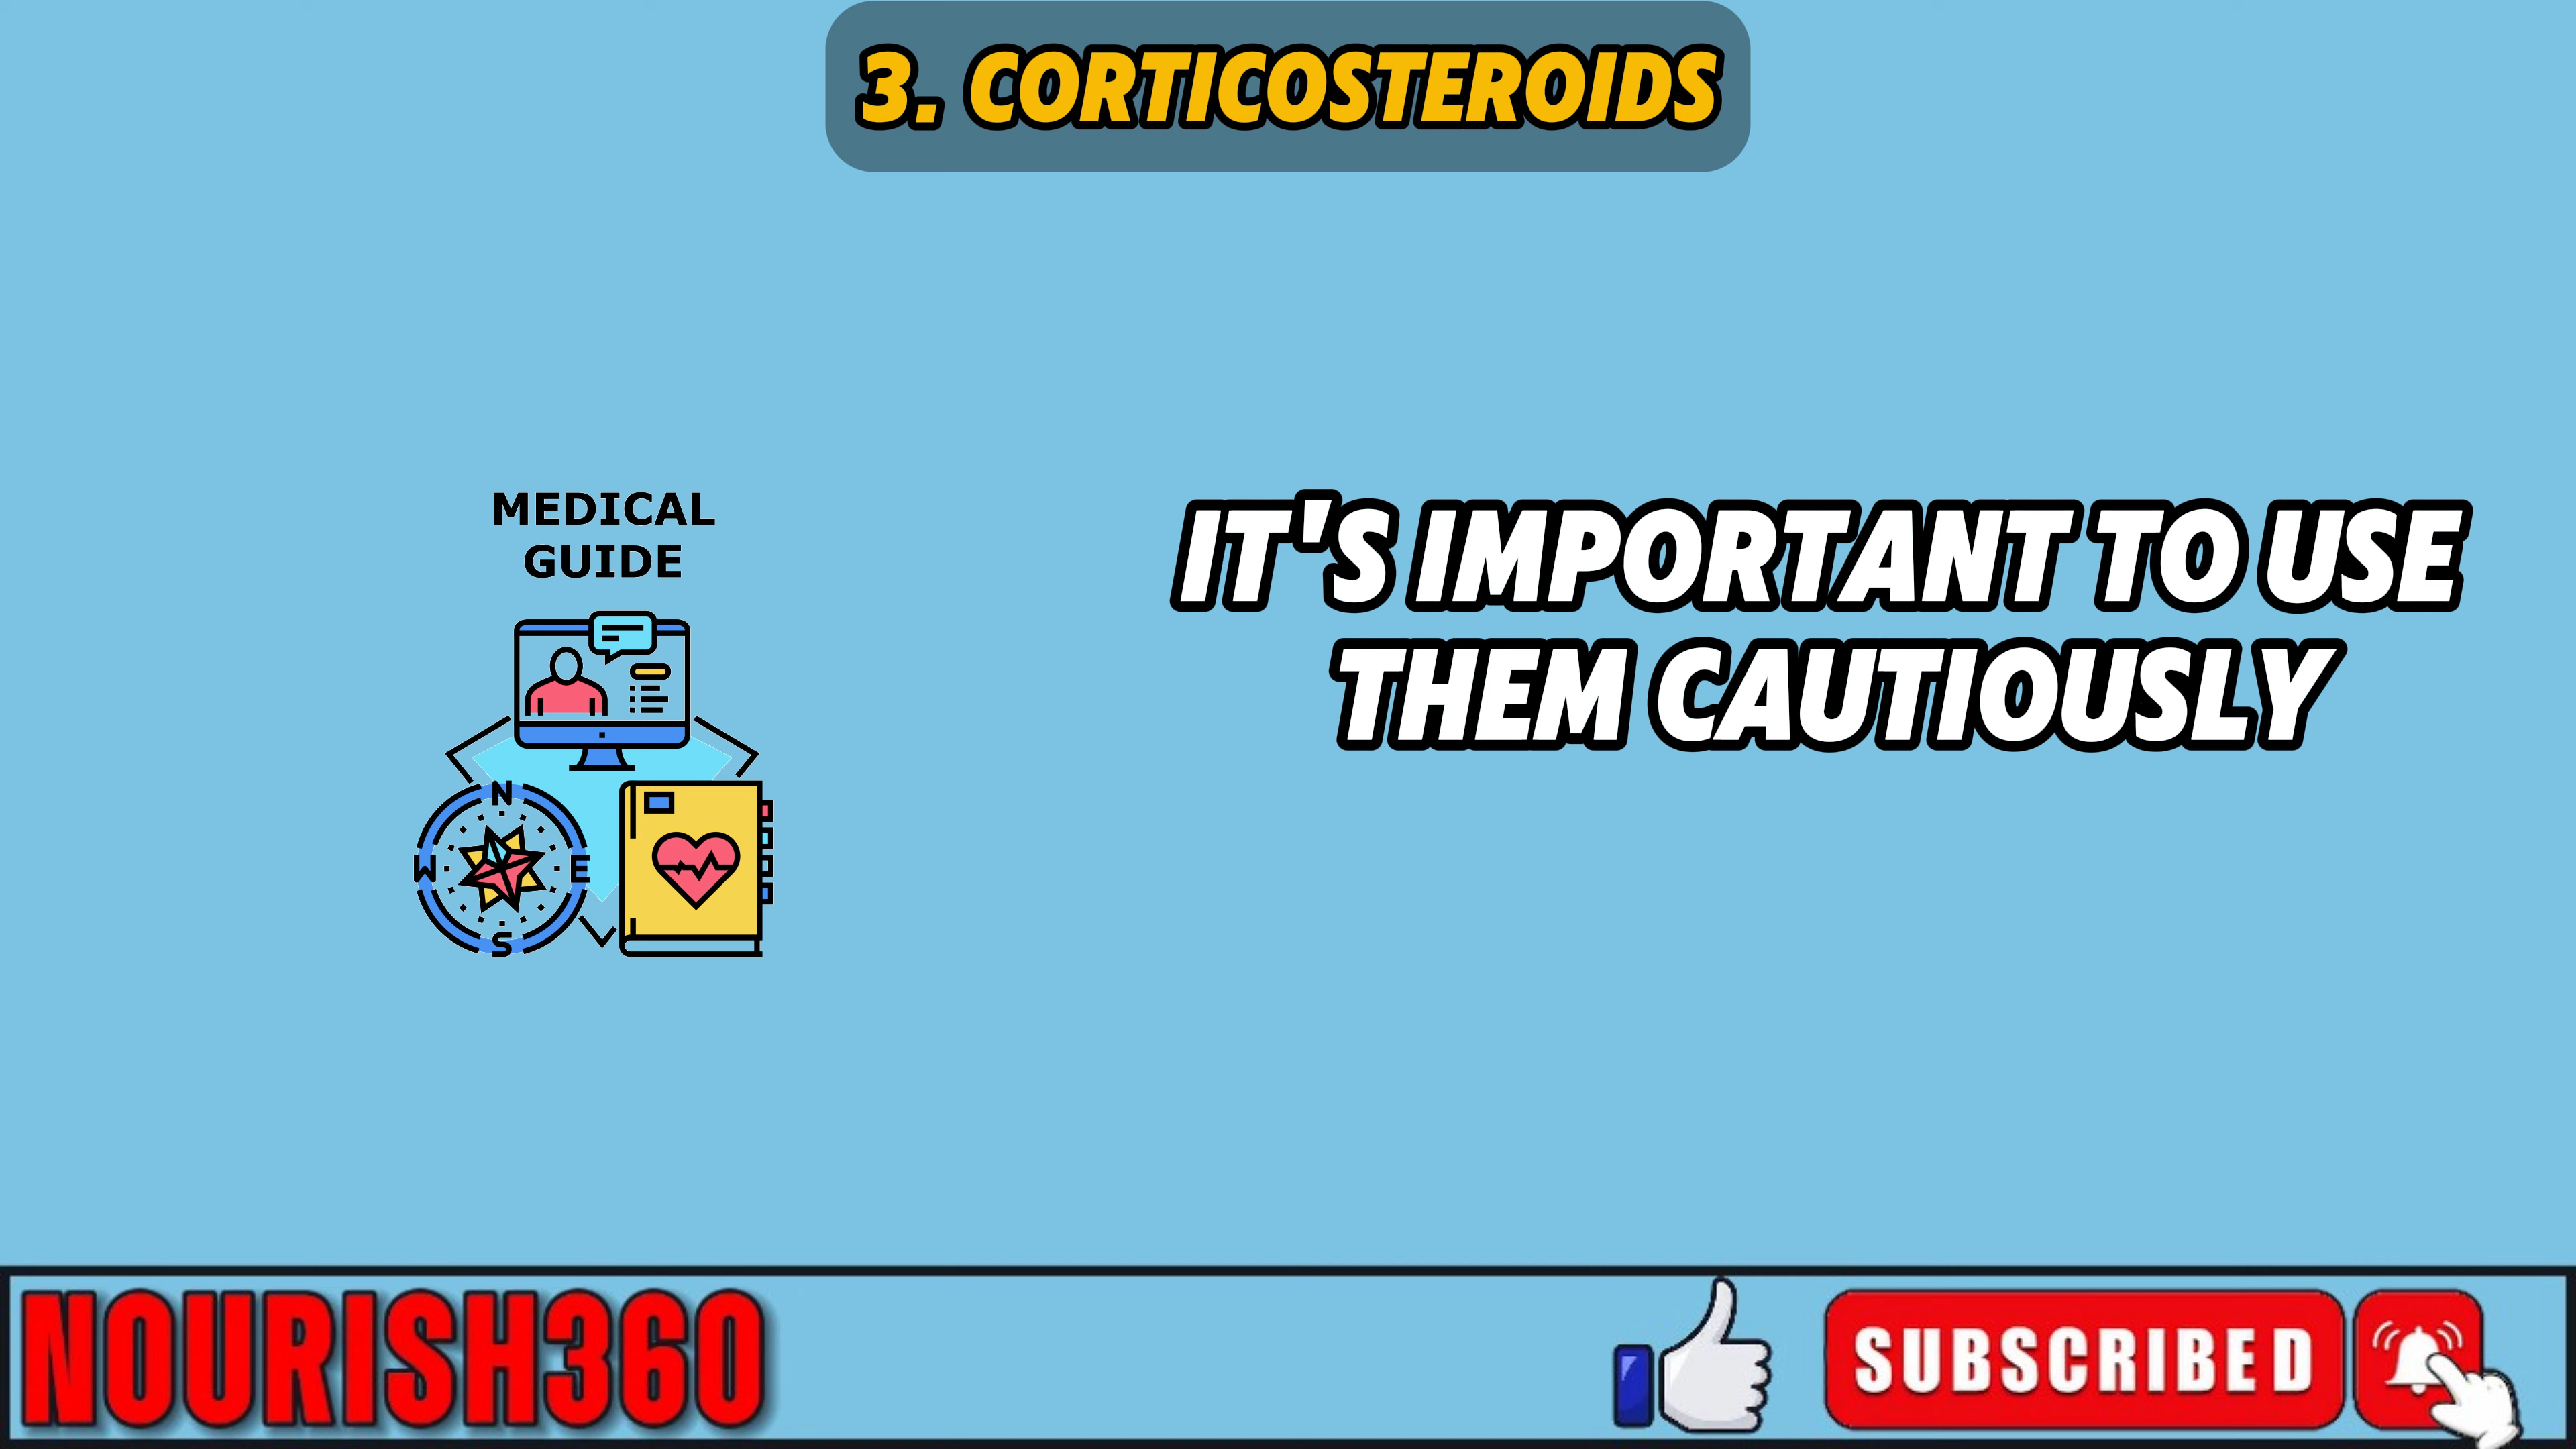 3. CORTICOSTEROIDS
MEDICAL
GUIDE
N
W
E
S
IT'S IMPORTANT TO USE
THEM CAUTIOUSLY
NOURISH360
SUBSCRIBED